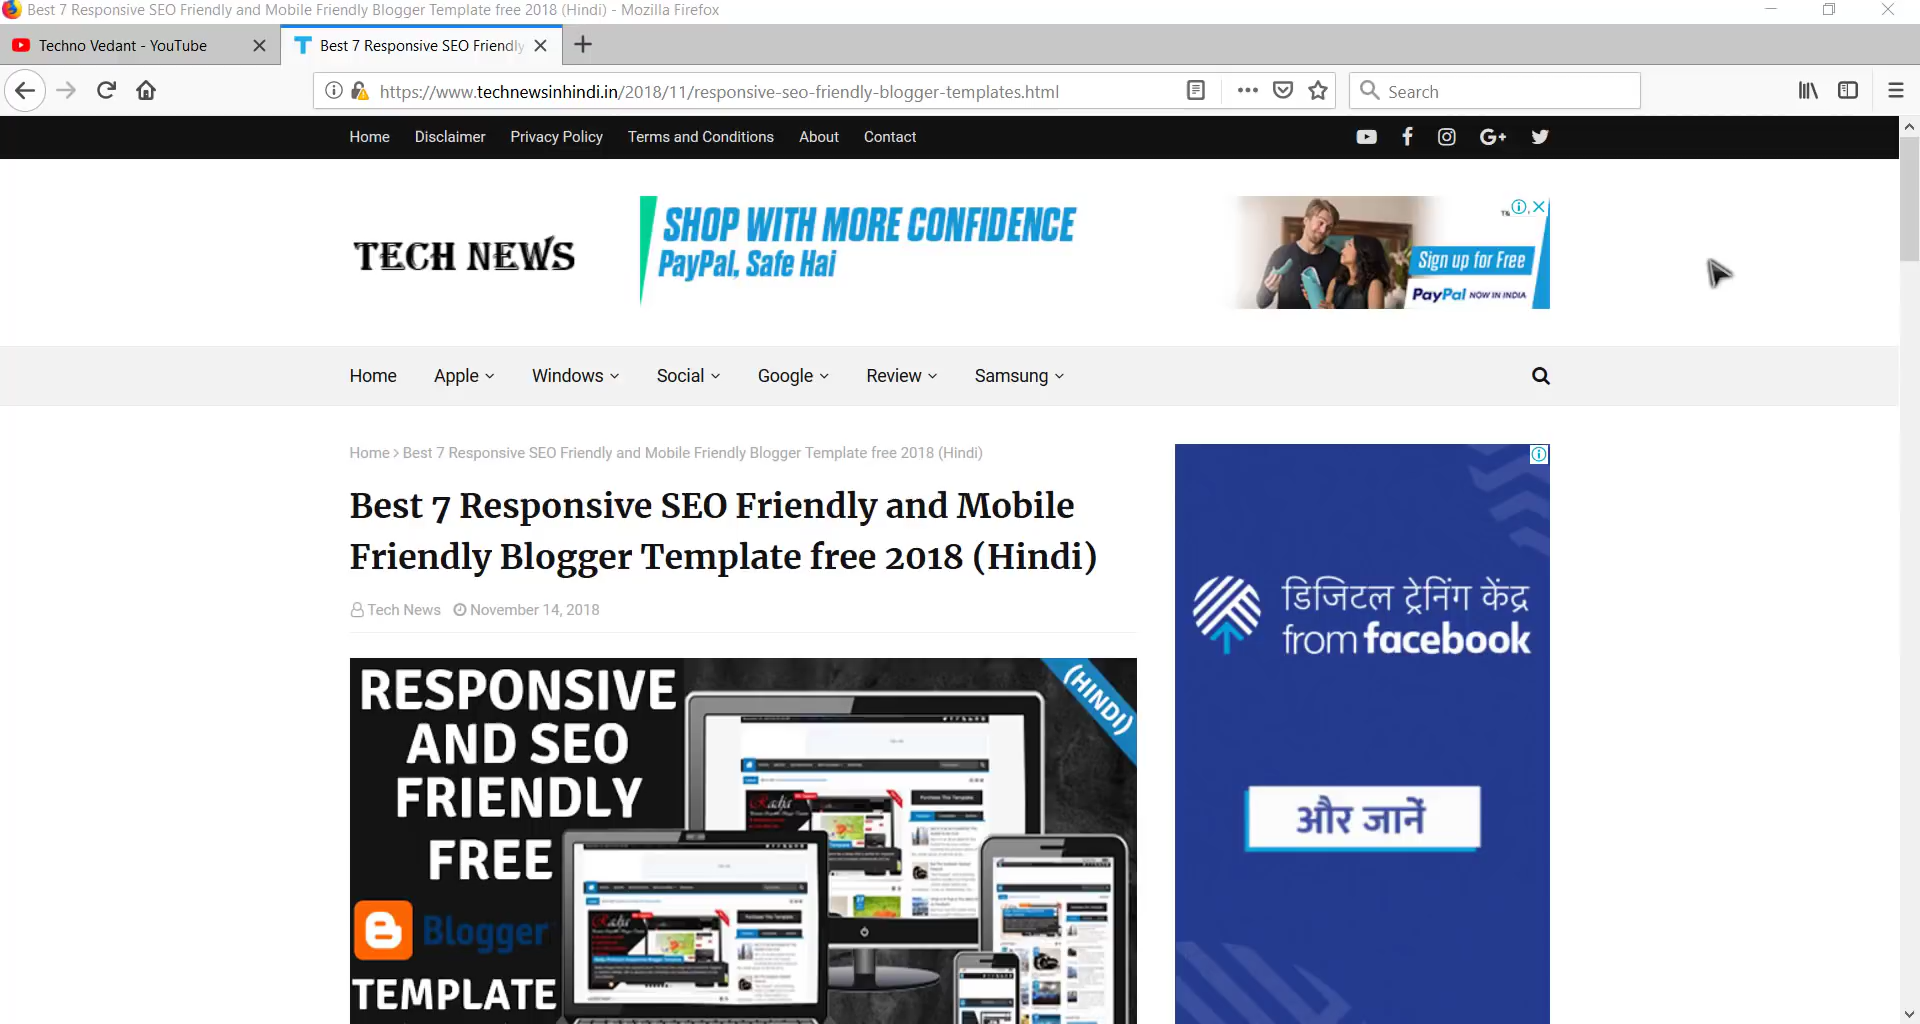 Best 7 Responsive SEO Friendly and Mobile Friendly Blogger Template free 2018 (Hindi) - Mozilla Firefox
Techno Vedant - YouTube
Best 7 Responsive SEO Friendly
https://www.technewsinhindi.in/2018/11/responsive-seo-friendly-blogger-templates.html
Search
Home Disclaimer Privacy Policy Terms and Conditions About Contact
TECH NEWS
SHOP WITH MORE CONFIDENCE
PayPal, Safe Hai
Sign up for Free
PayPal NOW IN INDIA
Home Apple Windows Social Google Review Samsung
Home > Best 7 Responsive SEO Friendly and Mobile Friendly Blogger Template free 2018 (Hindi)
Best 7 Responsive SEO Friendly and Mobile
Friendly Blogger Template free 2018 (Hindi)
Tech News November 14, 2018
RESPONSIVE
AND SEO
FRIENDLY
FREE
Blogger
TEMPLATE
(HINDI)
डिजिटल ट्रेनिंग केंद्र
from facebook
और जानें